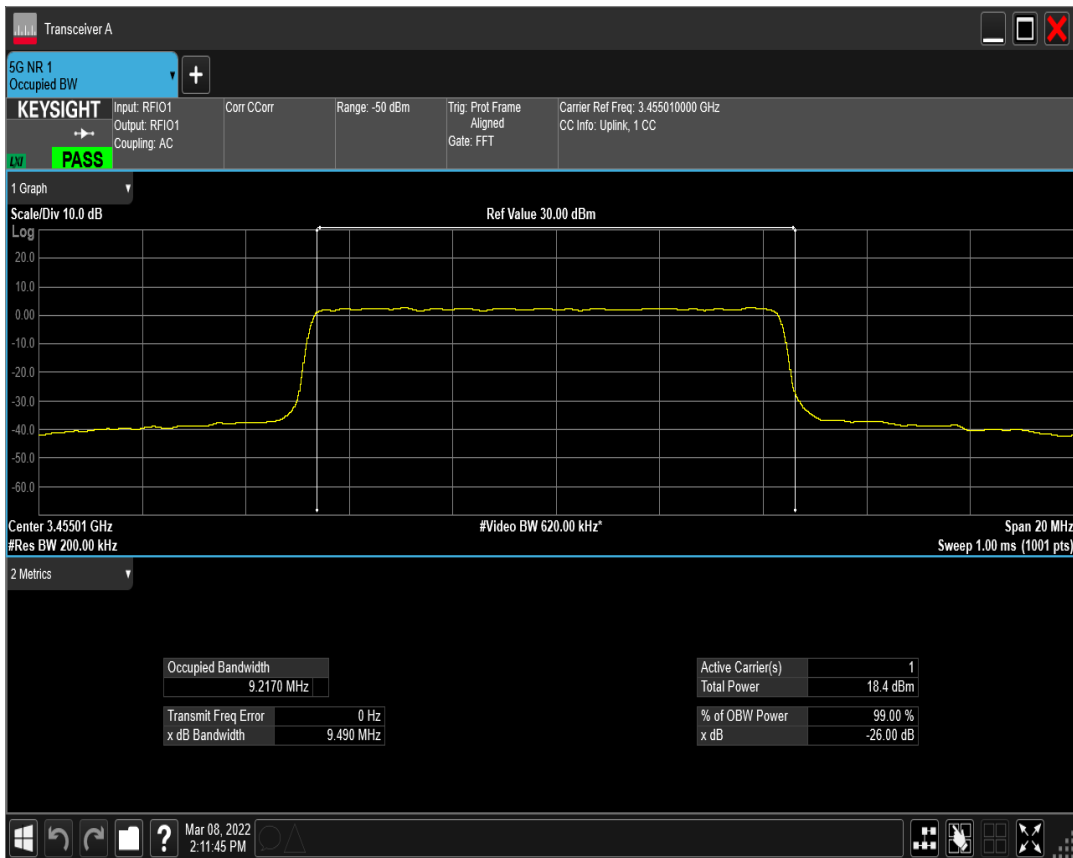 Transceiver A
5G NR 1
Occupied BW
+
KEYSIGHT
LXI
PASS
Input: RFIO1
Output: RFIO1
Coupling: AC
Corr CCorr
Range: -50 dBm
Trig: Prot Frame
Aligned
Gate: FFT
Carrier Ref Freq: 3.455010000 GHz
CC Info: Uplink, 1 CC
1 Graph
Scale/Div 10.0 dB
Ref Value 30.00 dBm
Log
20.0
10.0
0.00
-10.0
-20.0
-30.0
-40.0
-50.0
-60.0
Center 3.45501 GHz
#Video BW 620.00 kHz*
Span 20 MHz
#Res BW 200.00 kHz
Sweep 1.00 ms (1001 pts)
2 Metrics
Occupied Bandwidth
9.2170 MHz
Transmit Freq Error 0 Hz
x dB Bandwidth 9.490 MHz
Active Carrier(s) 1
Total Power 18.4 dBm
% of OBW Power 99.00 %
x dB -26.00 dB
?
Mar 08, 2022
2:11:45 PM